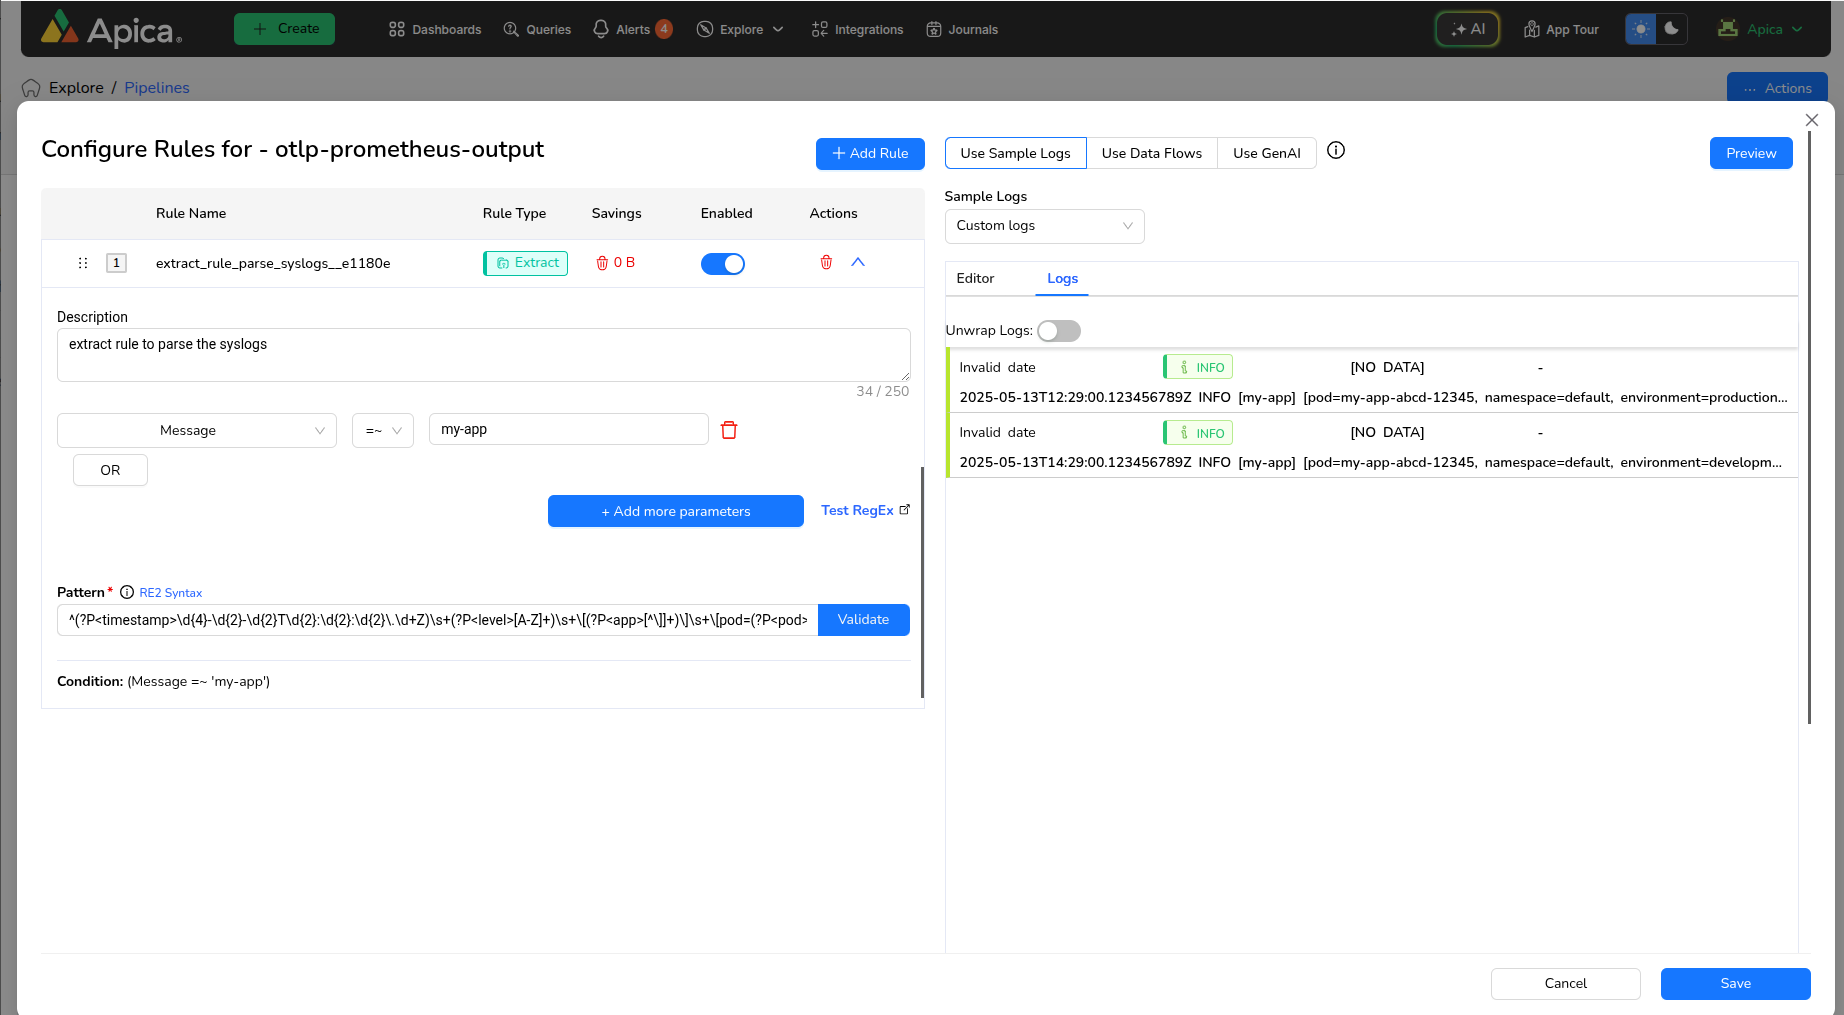 Apica
Create
Dashboards
Queries
Alerts 4
Explore
Integrations
Journals
AI
App Tour
Apica
Explore / Pipelines
··· Actions
Configure Rules for - otlp-prometheus-output
+ Add Rule
Use Sample Logs
Use Data Flows
Use GenAI
Preview
Rule Name
Rule Type
Savings
Enabled
Actions
Sample Logs
Custom logs
1
extract_rule_parse_syslogs__e1180e
Extract
0 B
Editor
Logs
Unwrap Logs:
Description
extract rule to parse the syslogs
34 / 250
Invalid date
INFO
[NO DATA]
-
2025-05-13T12:29:00.123456789Z INFO [my-app] [pod=my-app-abcd-12345, namespace=default, environment=production...
Invalid date
INFO
[NO DATA]
-
2025-05-13T14:29:00.123456789Z INFO [my-app] [pod=my-app-abcd-12345, namespace=default, environment=developm...
Message
=~
my-app
OR
+ Add more parameters
Test RegEx
Pattern* RE2 Syntax
^(?P<timestamp>\d{4}-\d{2}-\d{2}T\d{2}:\d{2}:\d{2}\.\d+Z)\s+(?P<level>[A-Z]+)\s+\[(?P<app>[^\]]+)\]\s+\[pod=(?P<pod>
Validate
Condition: (Message =~ 'my-app')
Cancel
Save